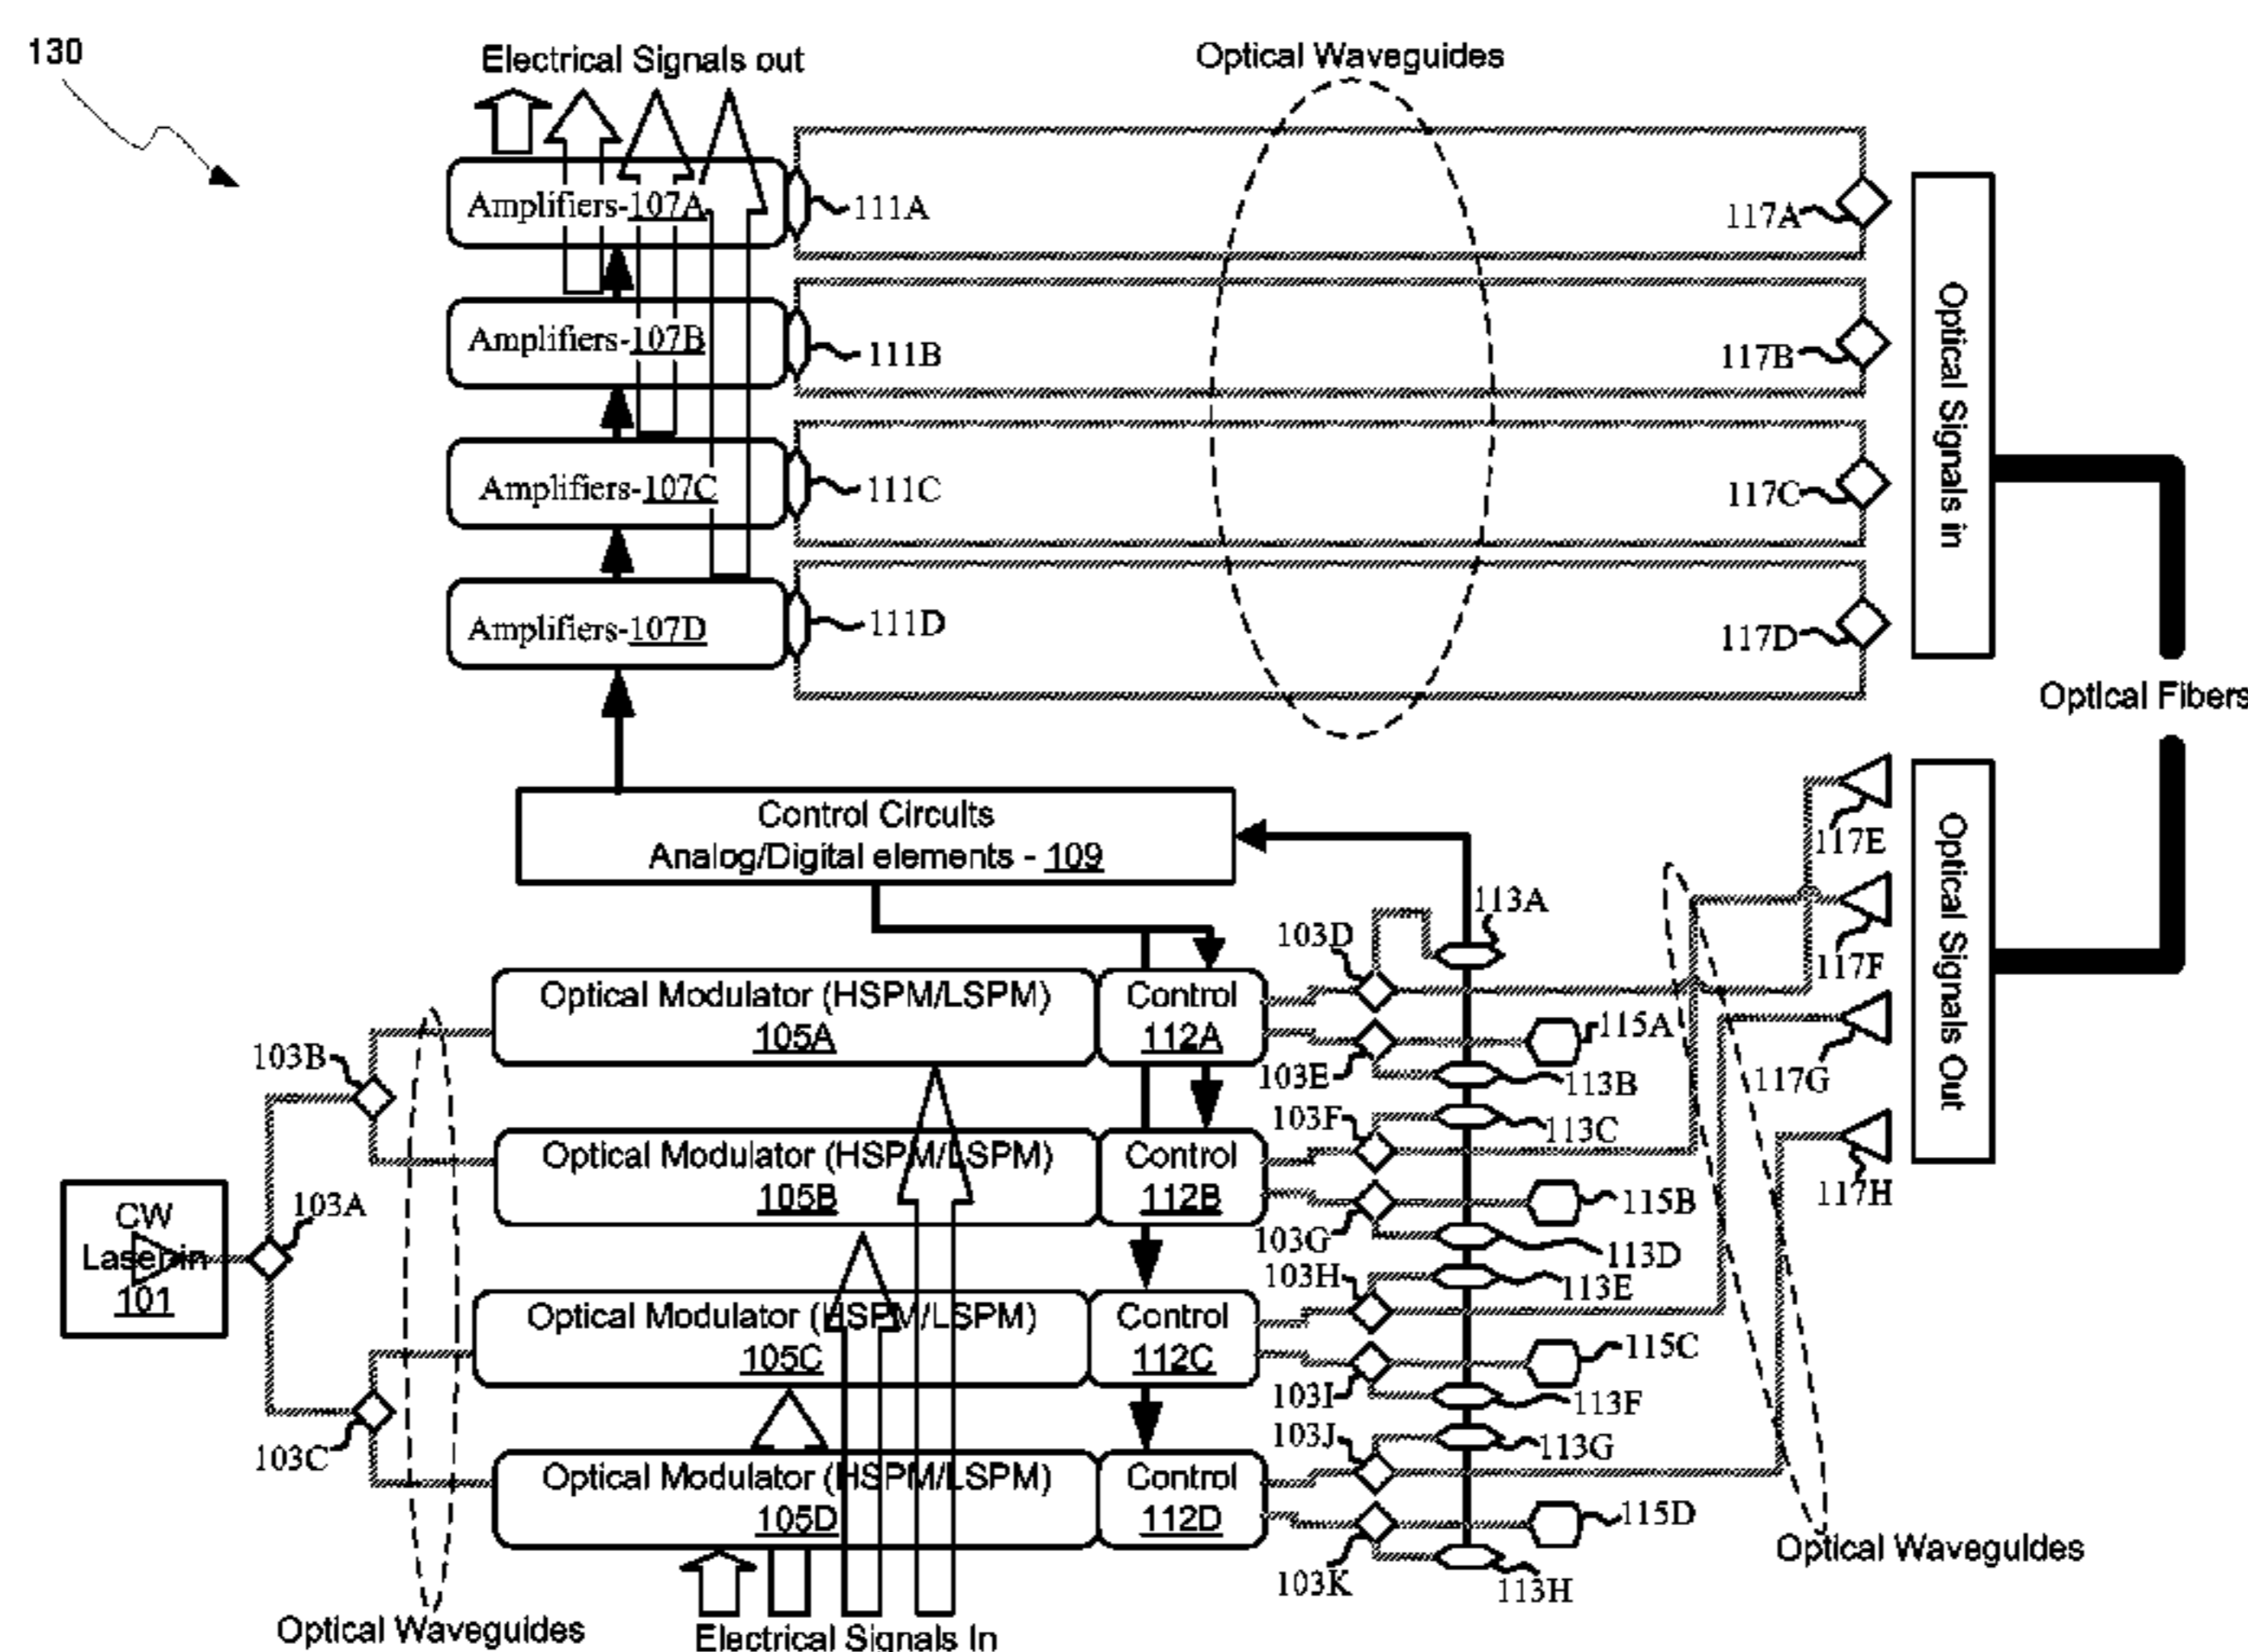 130
Electrical Signals out
Optical Waveguides
Amplifiers-107A
111A
117A
Amplifiers-107B
111B
117B
Amplifiers-107C
111C
117C
Amplifiers-107D
111D
117D
Optical Signals in
Optical Fibers
Control Circuits
Analog/Digital elements - 109
117E
117F
117G
117H
Optical Signals Out
113A
103D
Optical Modulator (HSPM/LSPM)
105A
Control
112A
115A
103E
113B
103B
103F
113C
Optical Modulator (HSPM/LSPM)
105B
Control
112B
115B
103G
113D
103A
CW
Laser in
101
103H
113E
Optical Modulator (HSPM/LSPM)
105C
Control
112C
115C
103I
113F
103C
103J
113G
Optical Modulator (HSPM/LSPM)
105D
Control
112D
115D
103K
113H
Optical Waveguides
Optical Waveguides
Electrical Signals In